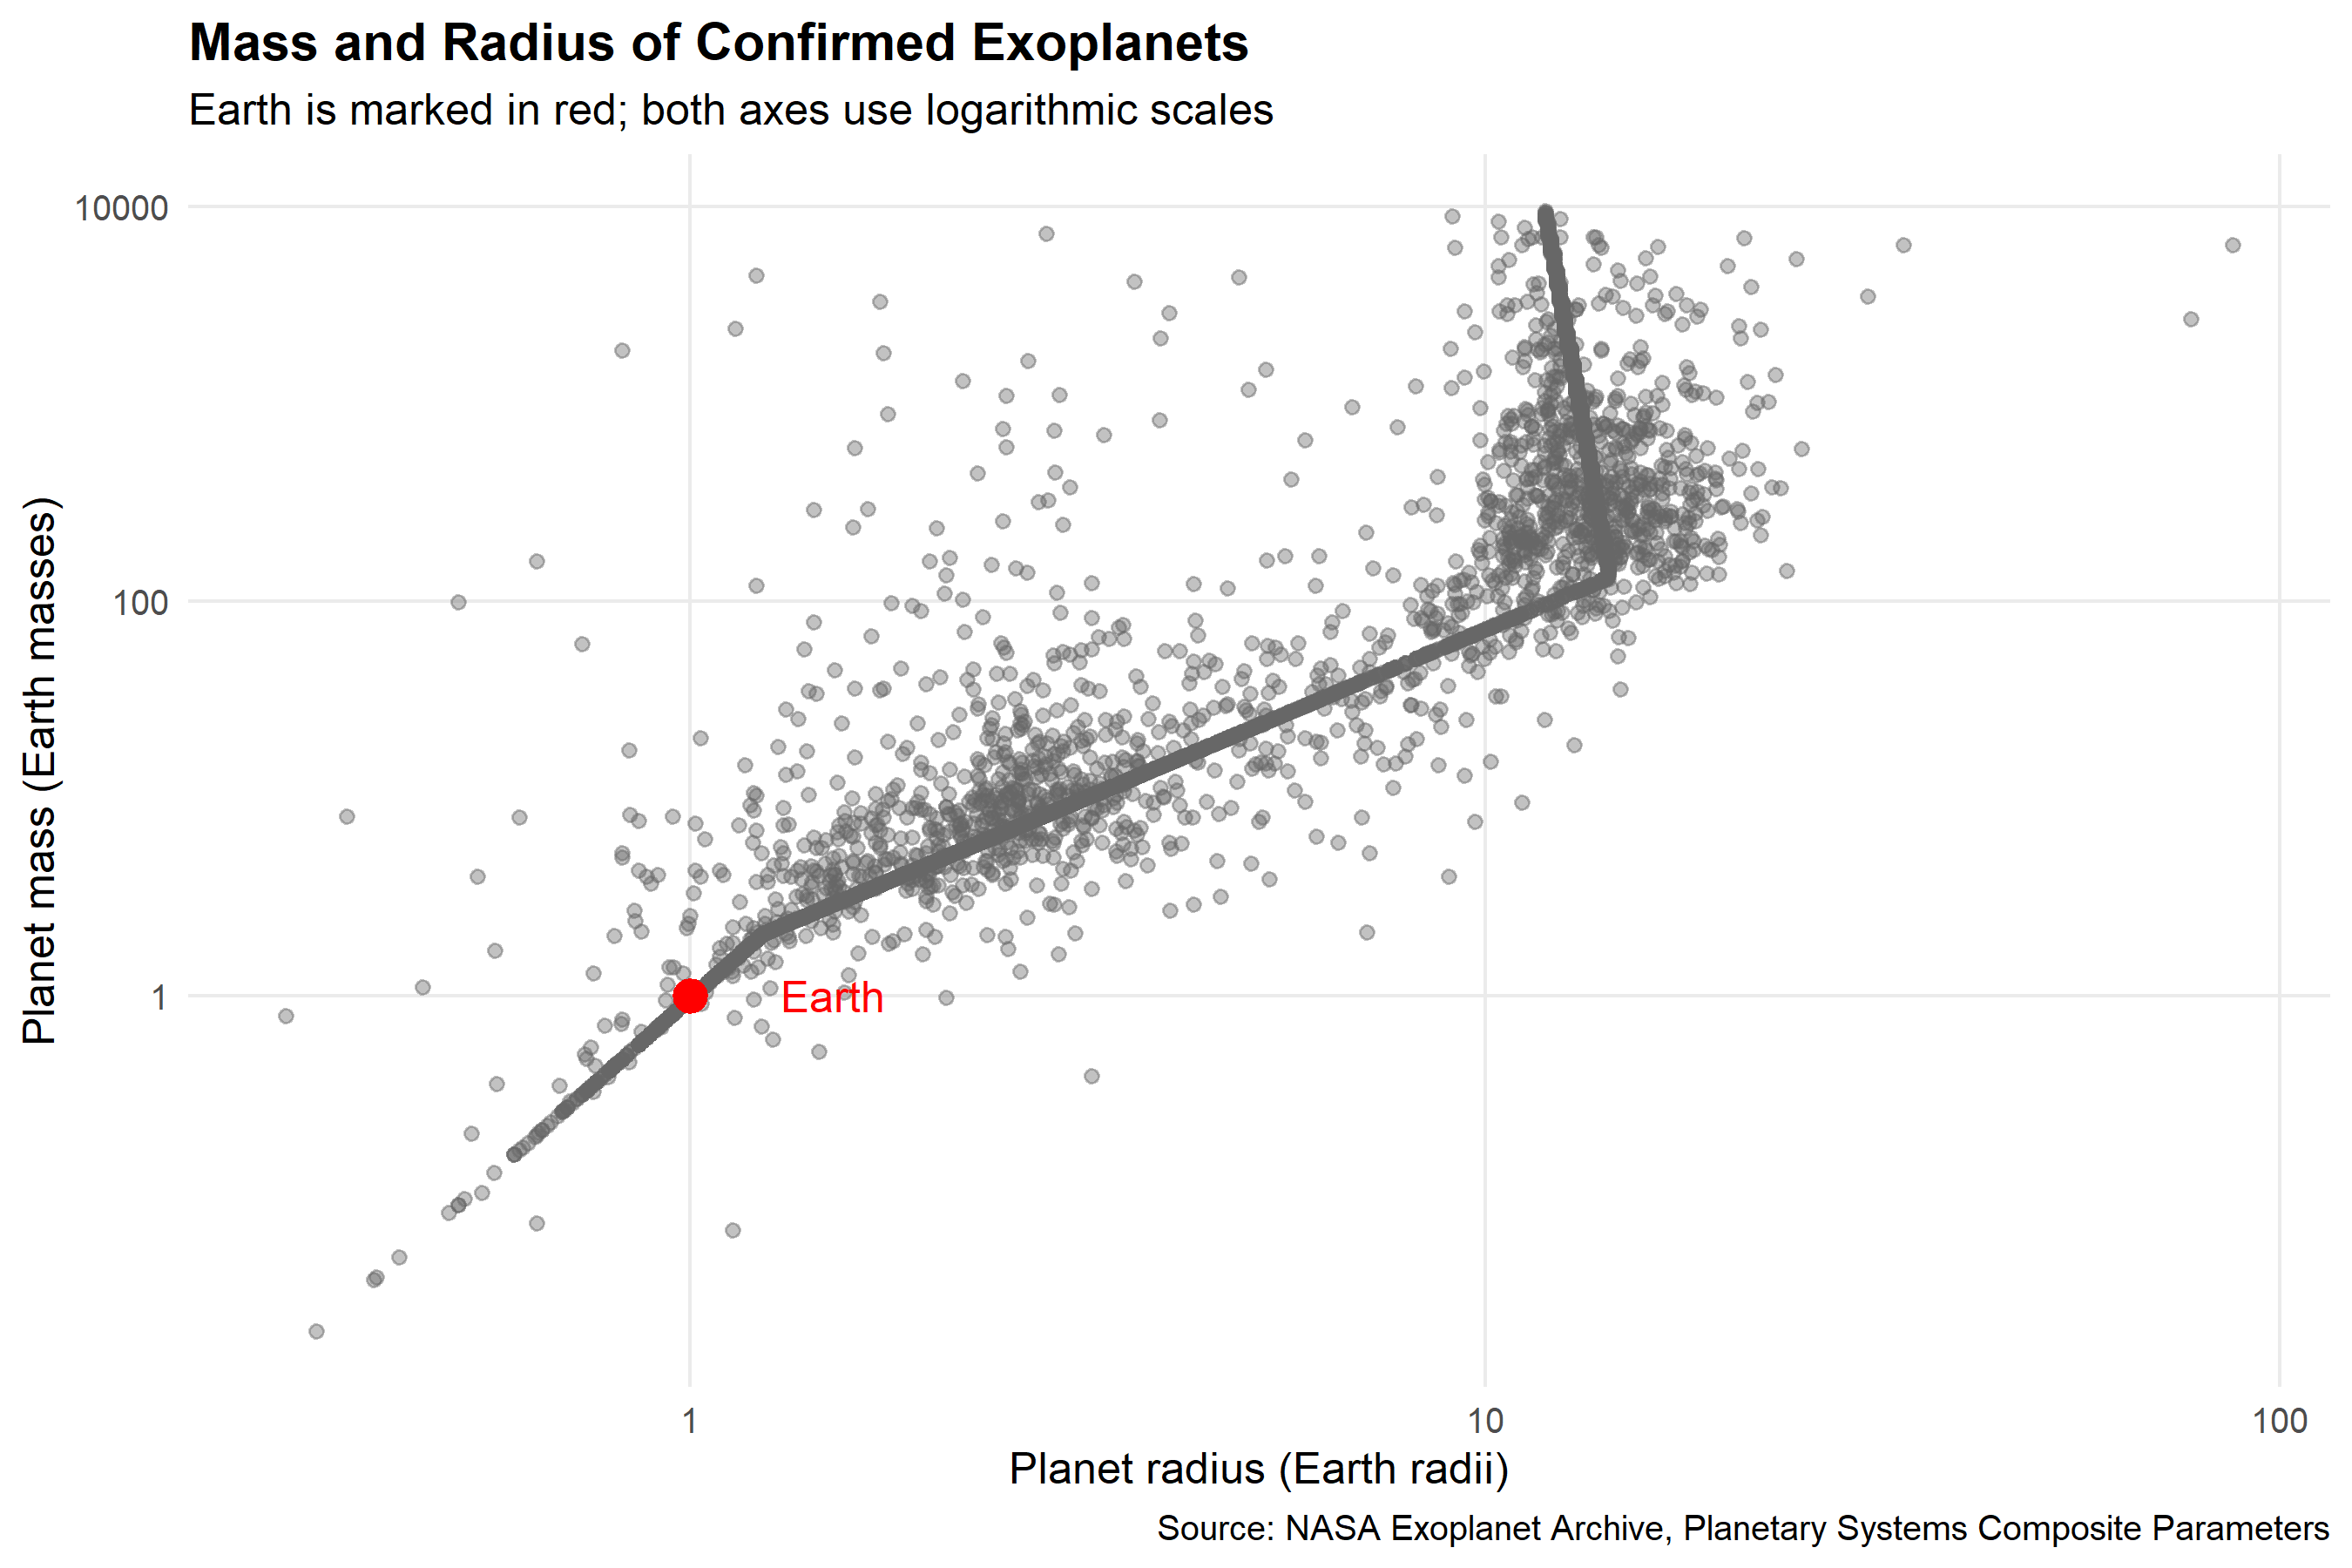 Mass and Radius of Confirmed Exoplanets
Earth is marked in red; both axes use logarithmic scales
10000
100
1
Planet mass (Earth masses)
Earth
1
10
100
Planet radius (Earth radii)
Source: NASA Exoplanet Archive, Planetary Systems Composite Parameters